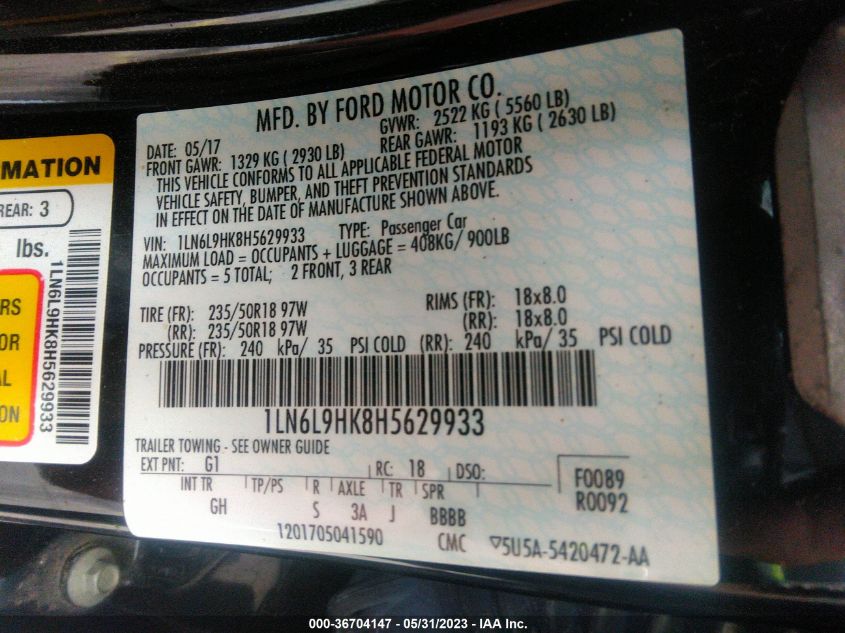 MFD. BY FORD MOTOR CO.
DATE: 05/17 GVWR: 2522 KG ( 5560 LB)
FRONT GAWR: 1329 KG ( 2930 LB) REAR GAWR: 1193 KG ( 2630 LB)
THIS VEHICLE CONFORMS TO ALL APPLICABLE FEDERAL MOTOR
VEHICLE SAFETY, BUMPER, AND THEFT PREVENTION STANDARDS
IN EFFECT ON THE DATE OF MANUFACTURE SHOWN ABOVE.
VIN: 1LN6L9HK8H5629933 TYPE: Passenger Car
MAXIMUM LOAD = OCCUPANTS + LUGGAGE = 408KG/ 900LB
OCCUPANTS = 5 TOTAL; 2 FRONT, 3 REAR
TIRE (FR): 235/50R18 97W RIMS (FR): 18x8.0
(RR): 235/50R18 97W (RR): 18x8.0
PRESSURE (FR): 240 kPa/ 35 PSI COLD (RR): 240 kPa/ 35 PSI COLD
1LN6L9HK8H5629933
TRAILER TOWING - SEE OWNER GUIDE
EXT PNT: G1 RC: 18 DSO: F0089
INT TR TP/PS R AXLE TR SPR R0092
GH S 3A J BBBB
1201705041590 CMC 5U5A-5420472-AA
MATION
REAR: 3
lbs.
1LN6L9HK8H5629933
RS
OR
AL
ON
000-36704147 - 05/31/2023 - IAA Inc.